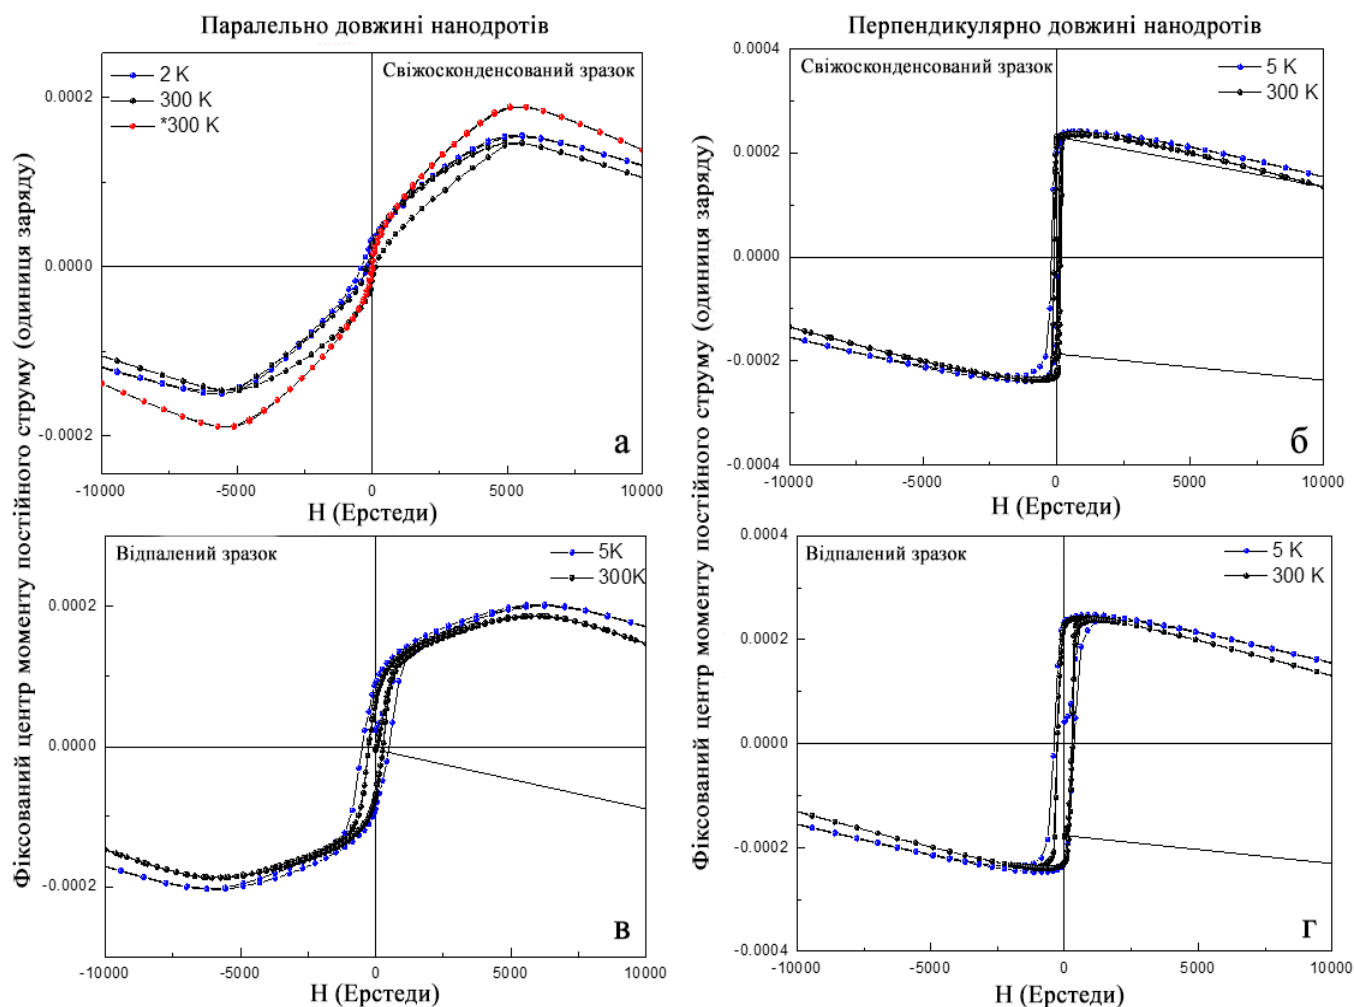 Паралельно довжині нанодротів
Перпендикулярно довжині нанодротів
Фіксований центр моменту постійного струму (одиниця заряду)
2 K
300 K
*300 K
Свіжосконденсований зразок
0.0002
0.0000
-0.0002
а
-10000
-5000
0
5000
10000
Н (Ерстеди)
Фіксований центр моменту постійного струму (одиниця заряду)
Свіжосконденсований зразок
5 K
300 K
0.0004
0.0002
0.0000
-0.0002
-0.0004
б
-10000
-5000
0
5000
10000
Н (Ерстеди)
Відпалений зразок
5K
300K
0.0002
0.0000
-0.0002
в
-10000
-5000
0
5000
10000
Н (Ерстеди)
Відпалений зразок
5 K
300 K
0.0004
0.0002
0.0000
-0.0002
-0.0004
г
-10000
-5000
0
5000
10000
Н (Ерстеди)